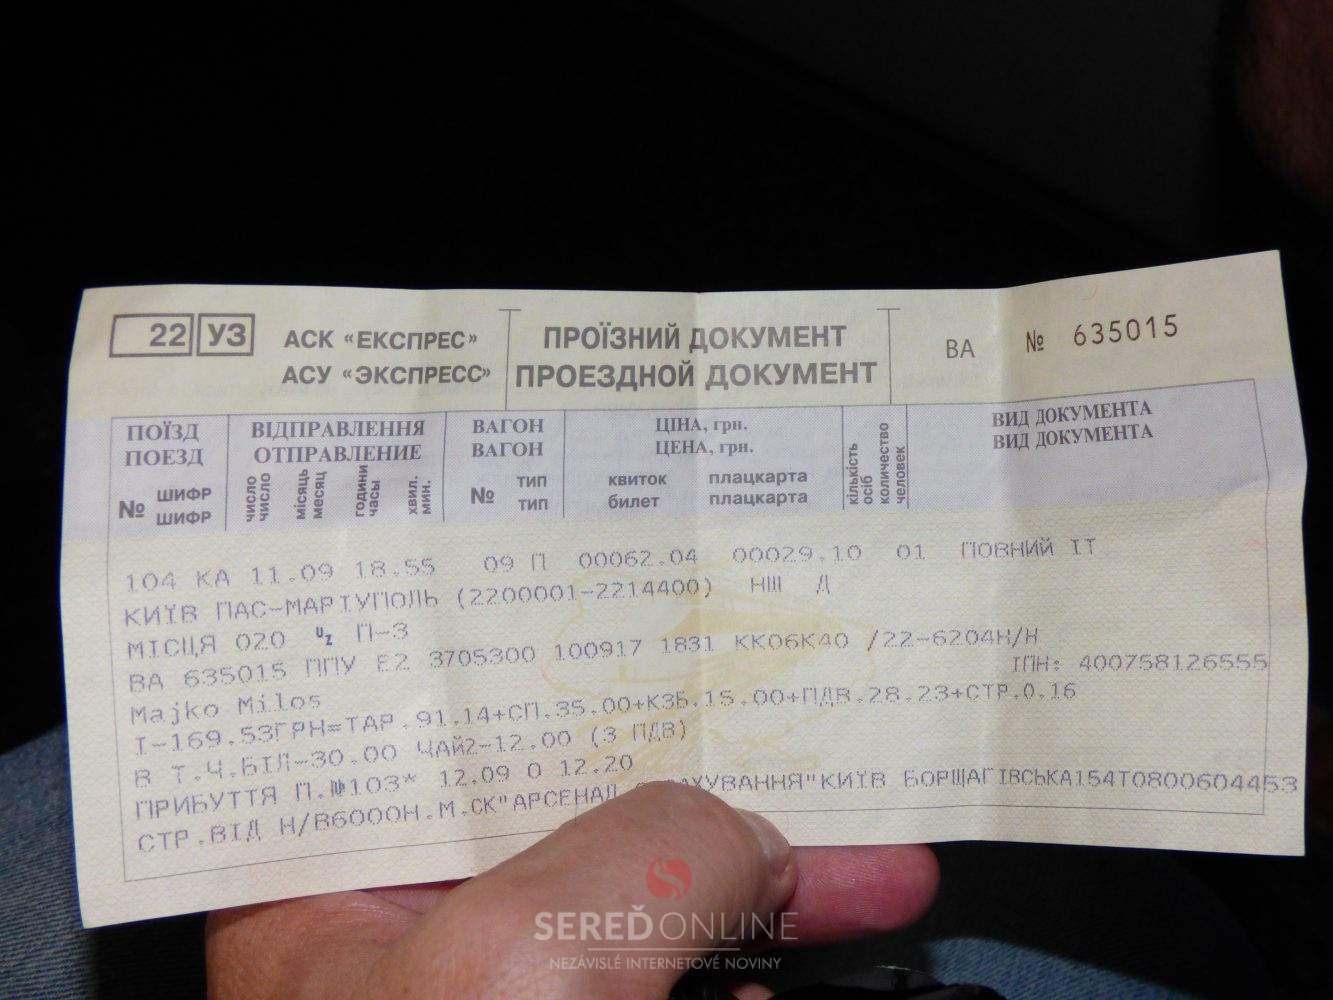 22 УЗ АСК «ЕКСПРЕС» ПРОЇЗНИЙ ДОКУМЕНТ ВА № 635015
АСУ «ЭКСПРЕСС» ПРОЕЗДНОЙ ДОКУМЕНТ
ПОЇЗД ВІДПРАВЛЕННЯ ВАГОН ЦІНА, грн. ВИД ДОКУМЕНТА
ПОЕЗД ОТПРАВЛЕНИЕ ВАГОН ЦЕНА, грн. ВИД ДОКУМЕНТА
№ шифр число місяць години хвил. № тип квиток плацкарта кількість осіб
шифр число месяц часы мин. тип билет плацкарта количество человек
104 КА 11.09 18.55 09 П 00062.04 00029.10 01 ПОВНИЙ ІТ
КИЇВ ПАС-МАРІУПОЛЬ (2200001-2214400) НШ Д
МІСЦЯ 020 UZ П-3
ВА 635015 ППУ Е2 3705300 100917 1831 КК06К40 /22-6204Н/Н
Majko Milos ІПН: 400758126555
І-169.53ГРН=ТАР.91.14+СП.35.00+КЗБ.15.00+ПДВ.28.23+СТР.0.16
В Т.Ч.БІЛ-30.00 ЧАЙ2-12.00 (З ПДВ)
ПРИБУТТЯ П.№103* 12.09 О 12.20
СТР.ВІД Н/В6000Н.М.СК"АРСЕНАЛ КИЇВ БОРЩАГІВСЬКА154Т0800604453
SEREĎONLINE
NEZÁVISLÉ INTERNETOVÉ NOVINY